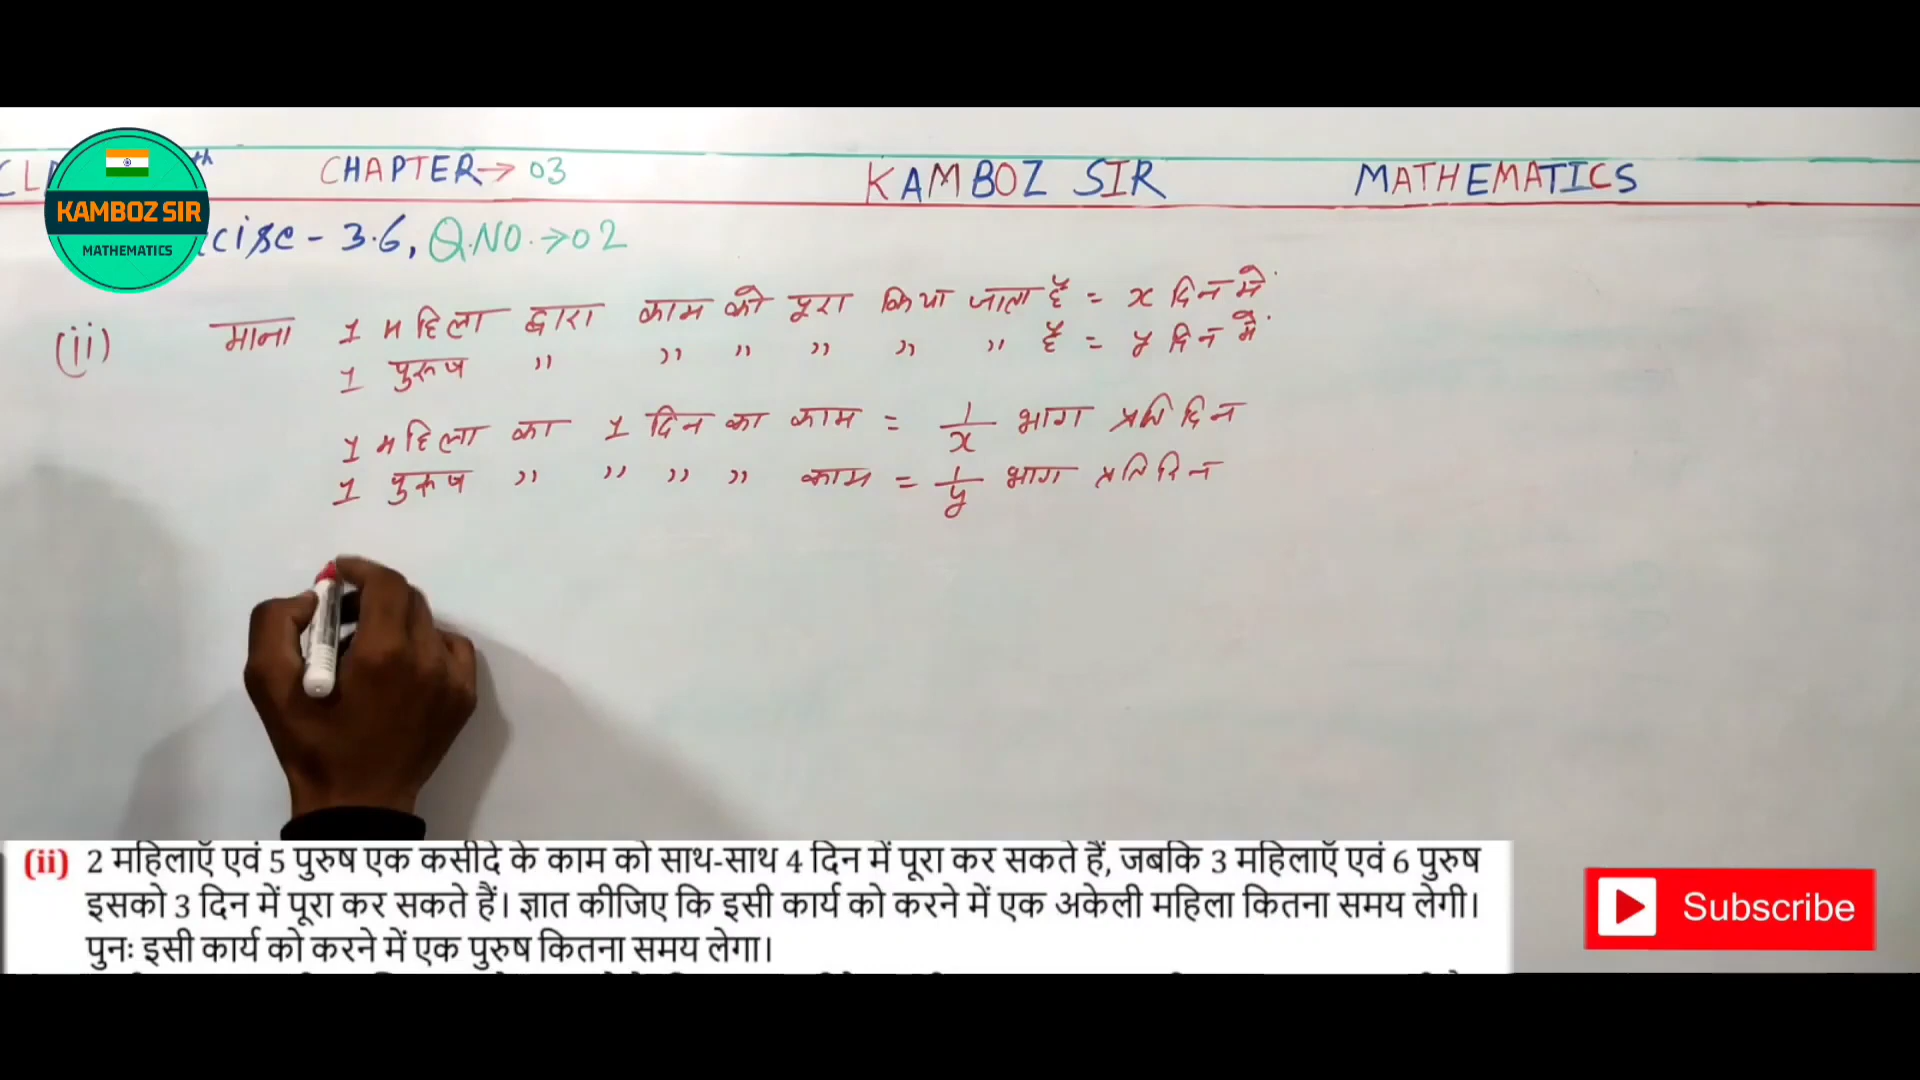 CHAPTER→ 03 KAMBOZ SIR MATHEMATICS
KAMBOZ SIR
MATHEMATICS
cise - 3.6, Q.NO.→02
(ii) माना 1 महिला द्वारा काम को पूरा किया जाता है = x दिन में
1 पुरूष " " " " " " है = y दिन में
1 महिला का 1 दिन का काम = 1/x भाग प्रति दिन
1 पुरूष " " " " काम = 1/y भाग प्रतिदिन
(ii) 2 महिलाएँ एवं 5 पुरुष एक कसीदे के काम को साथ-साथ 4 दिन में पूरा कर सकते हैं, जबकि 3 महिलाएँ एवं 6 पुरुष
इसको 3 दिन में पूरा कर सकते हैं। ज्ञात कीजिए कि इसी कार्य को करने में एक अकेली महिला कितना समय लेगी।
पुनः इसी कार्य को करने में एक पुरुष कितना समय लेगा।
Subscribe